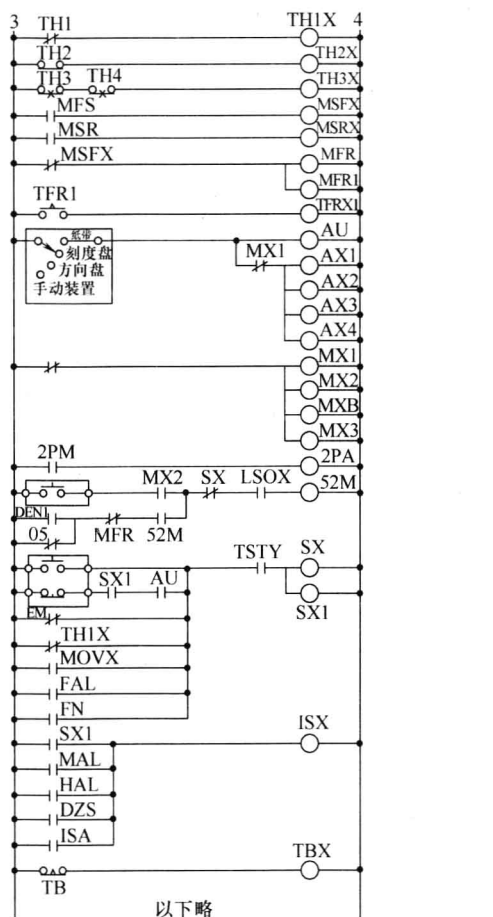 3 TH1 TH1X 4
TH2 TH2X
TH3 TH4 TH3X
MFS MSFX
MSR MSRX
MSFX MFR
MFR1
TFR1 TFRX1
纸带 AU
刻度盘 MX1 AX1
方向盘 AX2
手动装置 AX3
AX4
MX1
MX2
MXB
MX3
2PM 2PA
MX2 SX LSOX 52M
DEN1
05 MFR 52M
TSTY SX
SX1 AU
SX1
EM
TH1X
MOVX
FAL
FN
SX1 ISX
MAL
HAL
DZS
ISA
TBX
TB
以下略